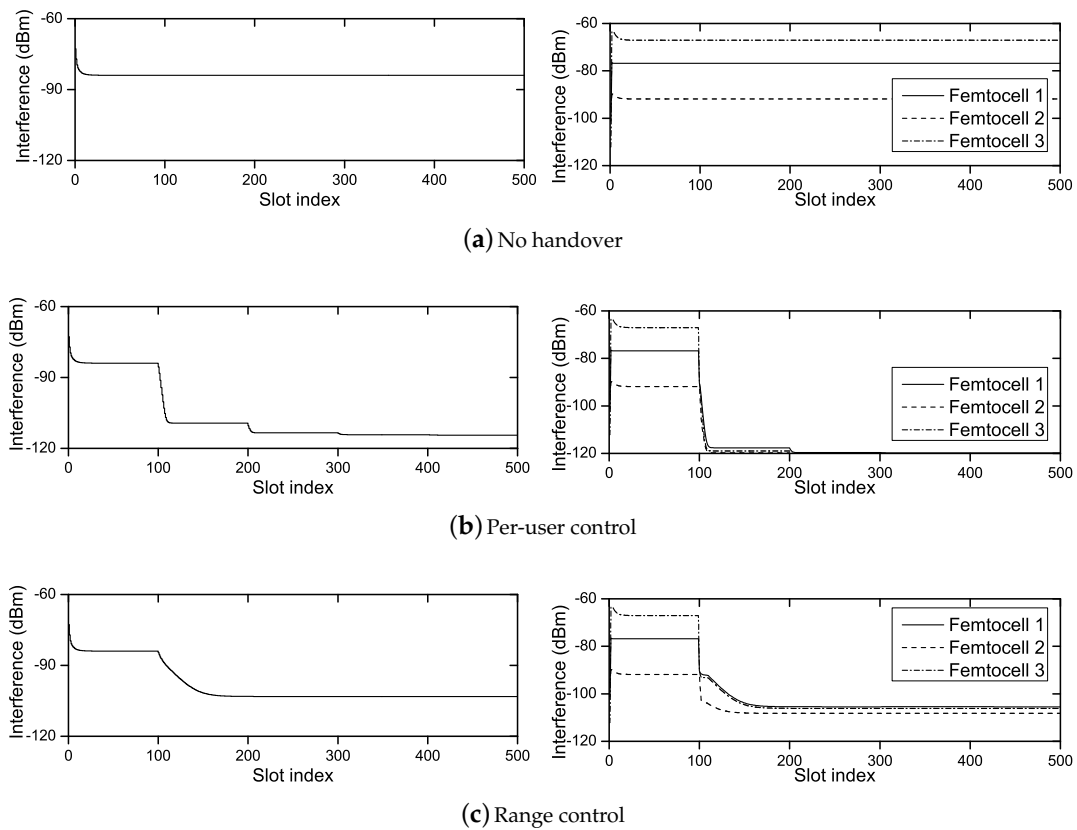 Interference (dBm)
-60
-90
-120
0 100 200 300 400 500
Slot index
Interference (dBm)
-60
-80
-100
-120
0 100 200 300 400 500
Slot index
Femtocell 1
Femtocell 2
Femtocell 3
(a) No handover
Interference (dBm)
-60
-90
-120
0 100 200 300 400 500
Slot index
Interference (dBm)
-60
-80
-100
-120
0 100 200 300 400 500
Slot index
Femtocell 1
Femtocell 2
Femtocell 3
(b) Per-user control
Interference (dBm)
-60
-90
-120
0 100 200 300 400 500
Slot index
Interference (dBm)
-60
-80
-100
-120
0 100 200 300 400 500
Slot index
Femtocell 1
Femtocell 2
Femtocell 3
(c) Range control